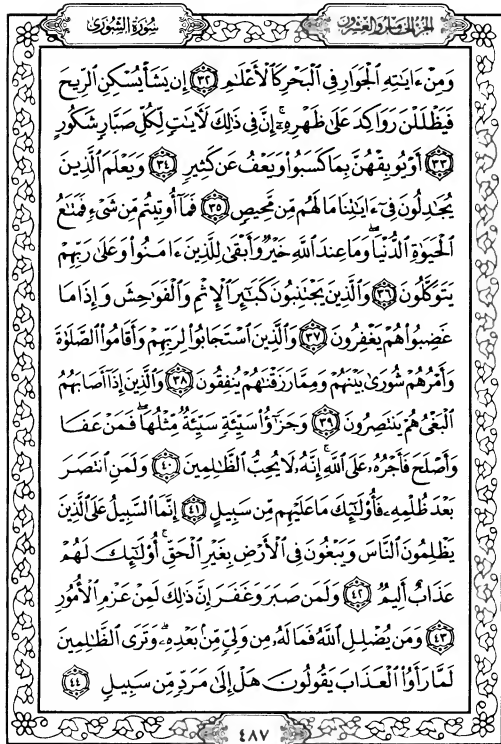 الجزء الخامس والعشرون
سورة الشورى
وَمِنْ ءَايَٰتِهِ ٱلْجَوَارِ فِى ٱلْبَحْرِ كَٱلْأَعْلَٰمِ ٣٢ إِن يَشَأْ يُسْكِنِ ٱلرِّيحَ
فَيَظْلَلْنَ رَوَاكِدَ عَلَىٰ ظَهْرِهِۦٓ ۚ إِنَّ فِى ذَٰلِكَ لَءَايَٰتٍ لِّكُلِّ صَبَّارٍ شَكُورٍ
٣٣ أَوْ يُوبِقْهُنَّ بِمَا كَسَبُوا۟ وَيَعْفُ عَن كَثِيرٍ ٣٤ وَيَعْلَمَ ٱلَّذِينَ
يُجَٰدِلُونَ فِىٓ ءَايَٰتِنَا مَا لَهُم مِّن مَّحِيصٍ ٣٥ فَمَآ أُوتِيتُم مِّن شَىْءٍ فَمَتَٰعُ
ٱلْحَيَوٰةِ ٱلدُّنْيَا ۖ وَمَا عِندَ ٱللَّهِ خَيْرٌ وَأَبْقَىٰ لِلَّذِينَ ءَامَنُوا۟ وَعَلَىٰ رَبِّهِمْ
يَتَوَكَّلُونَ ٣٦ وَٱلَّذِينَ يَجْتَنِبُونَ كَبَٰٓئِرَ ٱلْإِثْمِ وَٱلْفَوَٰحِشَ وَإِذَا مَا
غَضِبُوا۟ هُمْ يَغْفِرُونَ ٣٧ وَٱلَّذِينَ ٱسْتَجَابُوا۟ لِرَبِّهِمْ وَأَقَامُوا۟ ٱلصَّلَوٰةَ
وَأَمْرُهُمْ شُورَىٰ بَيْنَهُمْ وَمِمَّا رَزَقْنَٰهُمْ يُنفِقُونَ ٣٨ وَٱلَّذِينَ إِذَآ أَصَابَهُمُ
ٱلْبَغْىُ هُمْ يَنتَصِرُونَ ٣٩ وَجَزَٰٓؤُا۟ سَيِّئَةٍ سَيِّئَةٌ مِّثْلُهَا ۖ فَمَنْ عَفَا
وَأَصْلَحَ فَأَجْرُهُۥ عَلَى ٱللَّهِ ۚ إِنَّهُۥ لَا يُحِبُّ ٱلظَّٰلِمِينَ ٤٠ وَلَمَنِ ٱنتَصَرَ
بَعْدَ ظُلْمِهِۦ فَأُو۟لَٰٓئِكَ مَا عَلَيْهِم مِّن سَبِيلٍ ٤١ إِنَّمَا ٱلسَّبِيلُ عَلَى ٱلَّذِينَ
يَظْلِمُونَ ٱلنَّاسَ وَيَبْغُونَ فِى ٱلْأَرْضِ بِغَيْرِ ٱلْحَقِّ ۚ أُو۟لَٰٓئِكَ لَهُمْ
عَذَابٌ أَلِيمٌ ٤٢ وَلَمَن صَبَرَ وَغَفَرَ إِنَّ ذَٰلِكَ لَمِنْ عَزْمِ ٱلْأُمُورِ
٤٣ وَمَن يُضْلِلِ ٱللَّهُ فَمَا لَهُۥ مِن وَلِىٍّ مِّنۢ بَعْدِهِۦ ۗ وَتَرَى ٱلظَّٰلِمِينَ
لَمَّا رَأَوُا۟ ٱلْعَذَابَ يَقُولُونَ هَلْ إِلَىٰ مَرَدٍّ مِّن سَبِيلٍ ٤٤
٤٨٧